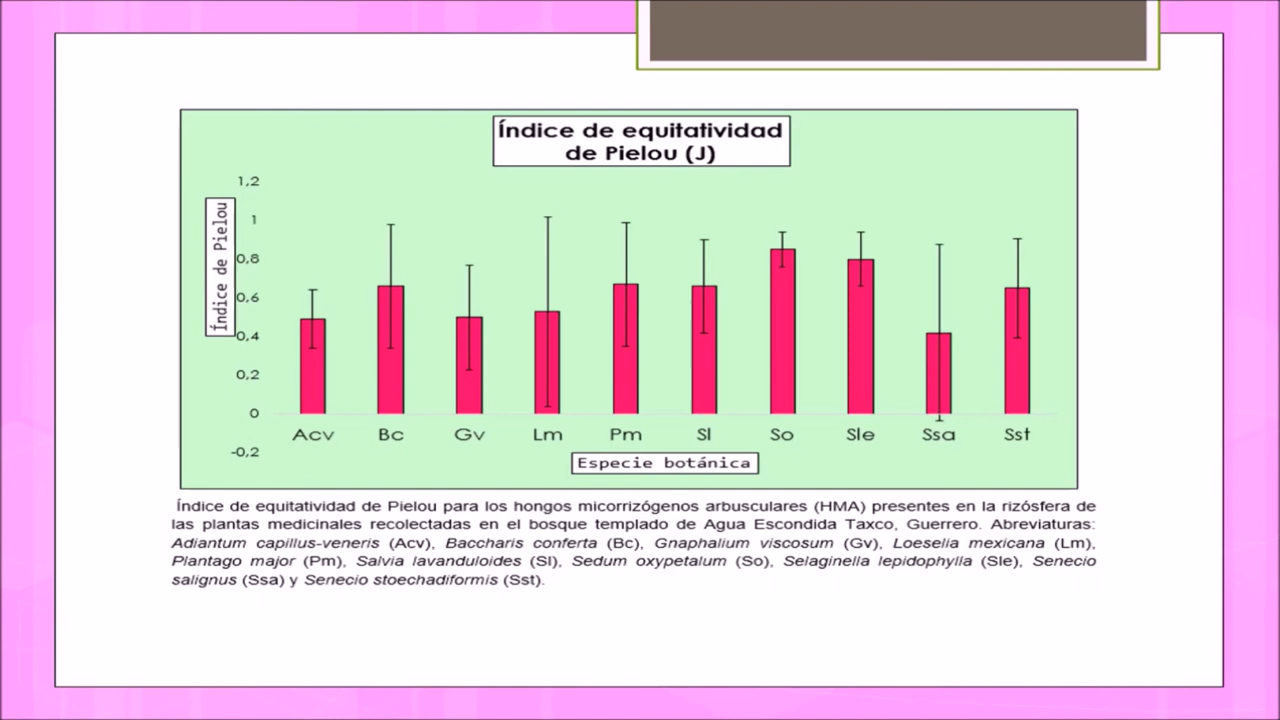 Índice de equitatividad
de Pielou (J)
Índice de Pielou
1,2
1
0,8
0,6
0,4
0,2
0
-0,2
Acv Bc Gv Lm Pm Sl So Sle Ssa Sst
Especie botánica
Índice de equitatividad de Pielou para los hongos micorrizógenos arbusculares (HMA) presentes en la rizósfera de
las plantas medicinales recolectadas en el bosque templado de Agua Escondida Taxco, Guerrero. Abreviaturas:
Adiantum capillus-veneris (Acv), Baccharis conferta (Bc), Gnaphalium viscosum (Gv), Loeselia mexicana (Lm),
Plantago major (Pm), Salvia lavanduloides (Sl), Sedum oxypetalum (So), Selaginella lepidophylla (Sle), Senecio
salignus (Ssa) y Senecio stoechadiformis (Sst).